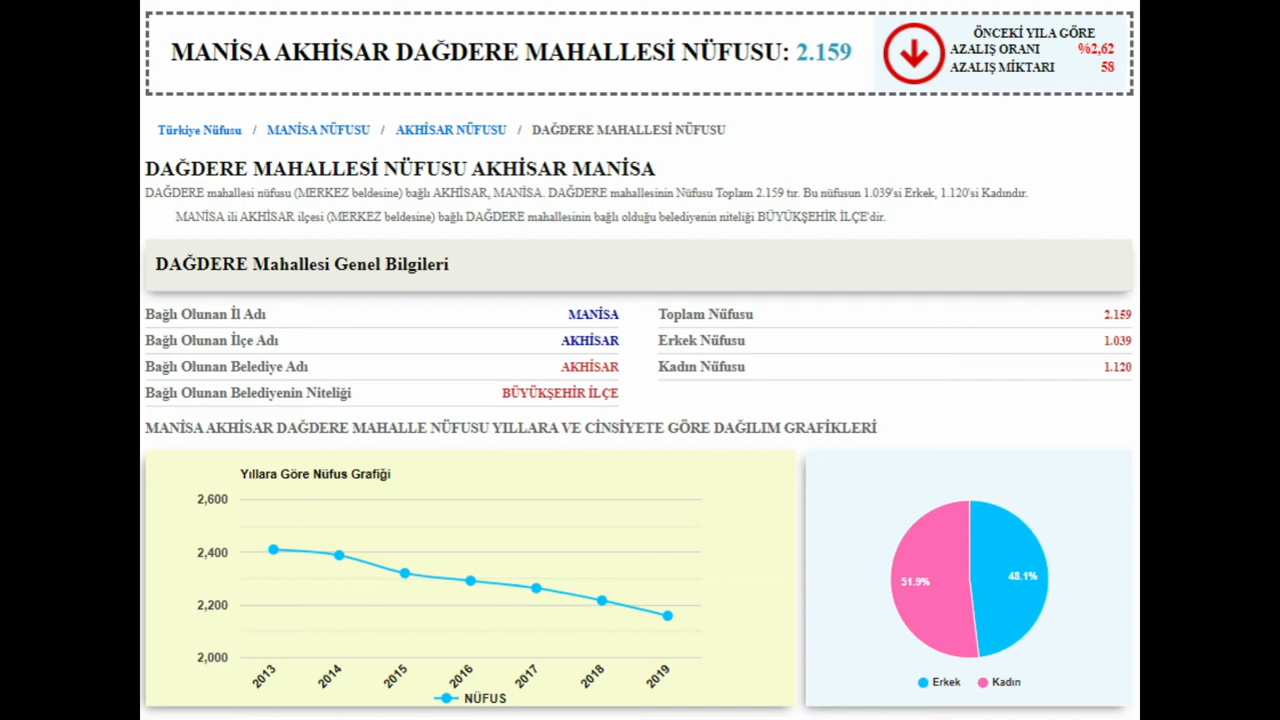 MANİSA AKHİSAR DAĞDERE MAHALLESİ NÜFUSU: 2.159
ÖNCEKİ YILA GÖRE
AZALIŞ ORANI %2,62
AZALIŞ MİKTARI 58
Türkiye Nüfusu / MANİSA NÜFUSU / AKHİSAR NÜFUSU / DAĞDERE MAHALLESİ NÜFUSU
DAĞDERE MAHALLESİ NÜFUSU AKHİSAR MANİSA
DAĞDERE mahallesi nüfusu (MERKEZ beldesine) bağlı AKHİSAR, MANİSA. DAĞDERE mahallesinin Nüfusu Toplam 2.159 tır. Bu nüfusun 1.039'si Erkek, 1.120'si Kadındır.
MANİSA ili AKHİSAR ilçesi (MERKEZ beldesine) bağlı DAĞDERE mahallesinin bağlı olduğu belediyenin niteliği BÜYÜKŞEHİR İLÇE'dir.
DAĞDERE Mahallesi Genel Bilgileri
Bağlı Olunan İl Adı MANİSA
Bağlı Olunan İlçe Adı AKHİSAR
Bağlı Olunan Belediye Adı AKHİSAR
Bağlı Olunan Belediyenin Niteliği BÜYÜKŞEHİR İLÇE
Toplam Nüfusu 2.159
Erkek Nüfusu 1.039
Kadın Nüfusu 1.120
MANİSA AKHİSAR DAĞDERE MAHALLE NÜFUSU YILLARA VE CİNSİYETE GÖRE DAĞILIM GRAFİKLERİ
Yıllara Göre Nüfus Grafiği
2,600
2,400
2,200
2,000
2013 2014 2015 2016 2017 2018 2019
NÜFUS
51.9% 48.1%
Erkek Kadın